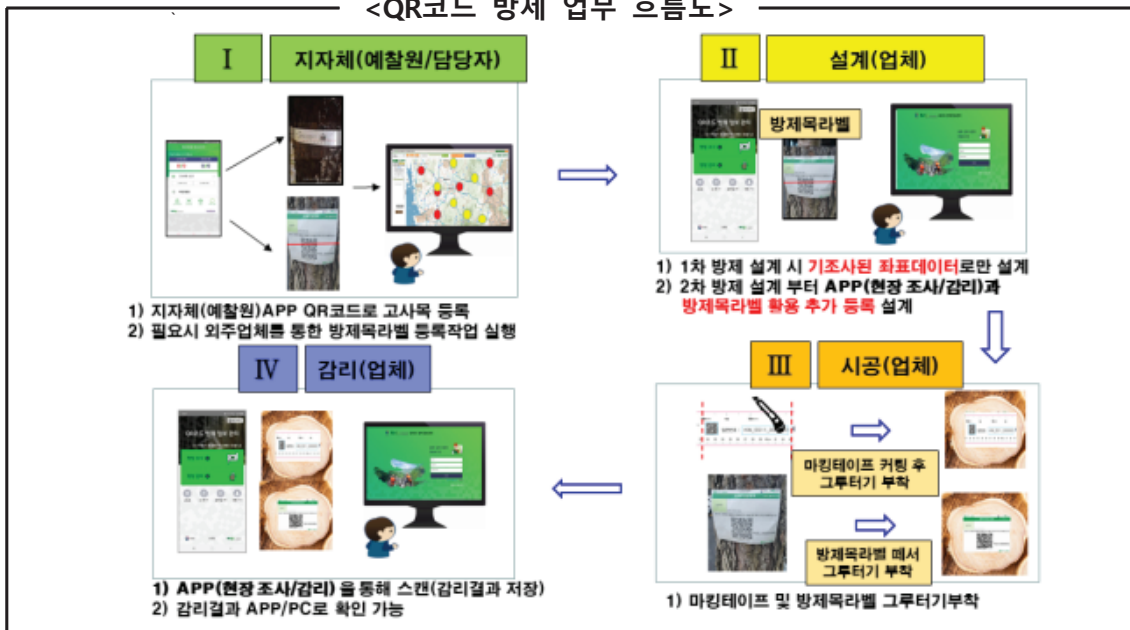 <QR코드 방제 업무 흐름도>
Ⅰ 지자체(예찰원/담당자)
1) 지자체(예찰원)APP QR코드로 고사목 등록
2) 필요시 외주업체를 통한 방제목라벨 등록작업 실행
Ⅱ 설계(업체)
방제목라벨
1) 1차 방제 설계 시 기조사된 좌표데이터로만 설계
2) 2차 방제 설계 부터 APP(현장 조사/감리)과
방제목라벨 활용 추가 등록 설계
Ⅲ 시공(업체)
마킹테이프 커팅 후
그루터기 부착
방제목라벨 떼서
그루터기 부착
1) 마킹테이프 및 방제목라벨 그루터기부착
Ⅳ 감리(업체)
1) APP(현장 조사/감리) 을 통해 스캔(감리결과 저장)
2) 감리결과 APP/PC로 확인 가능